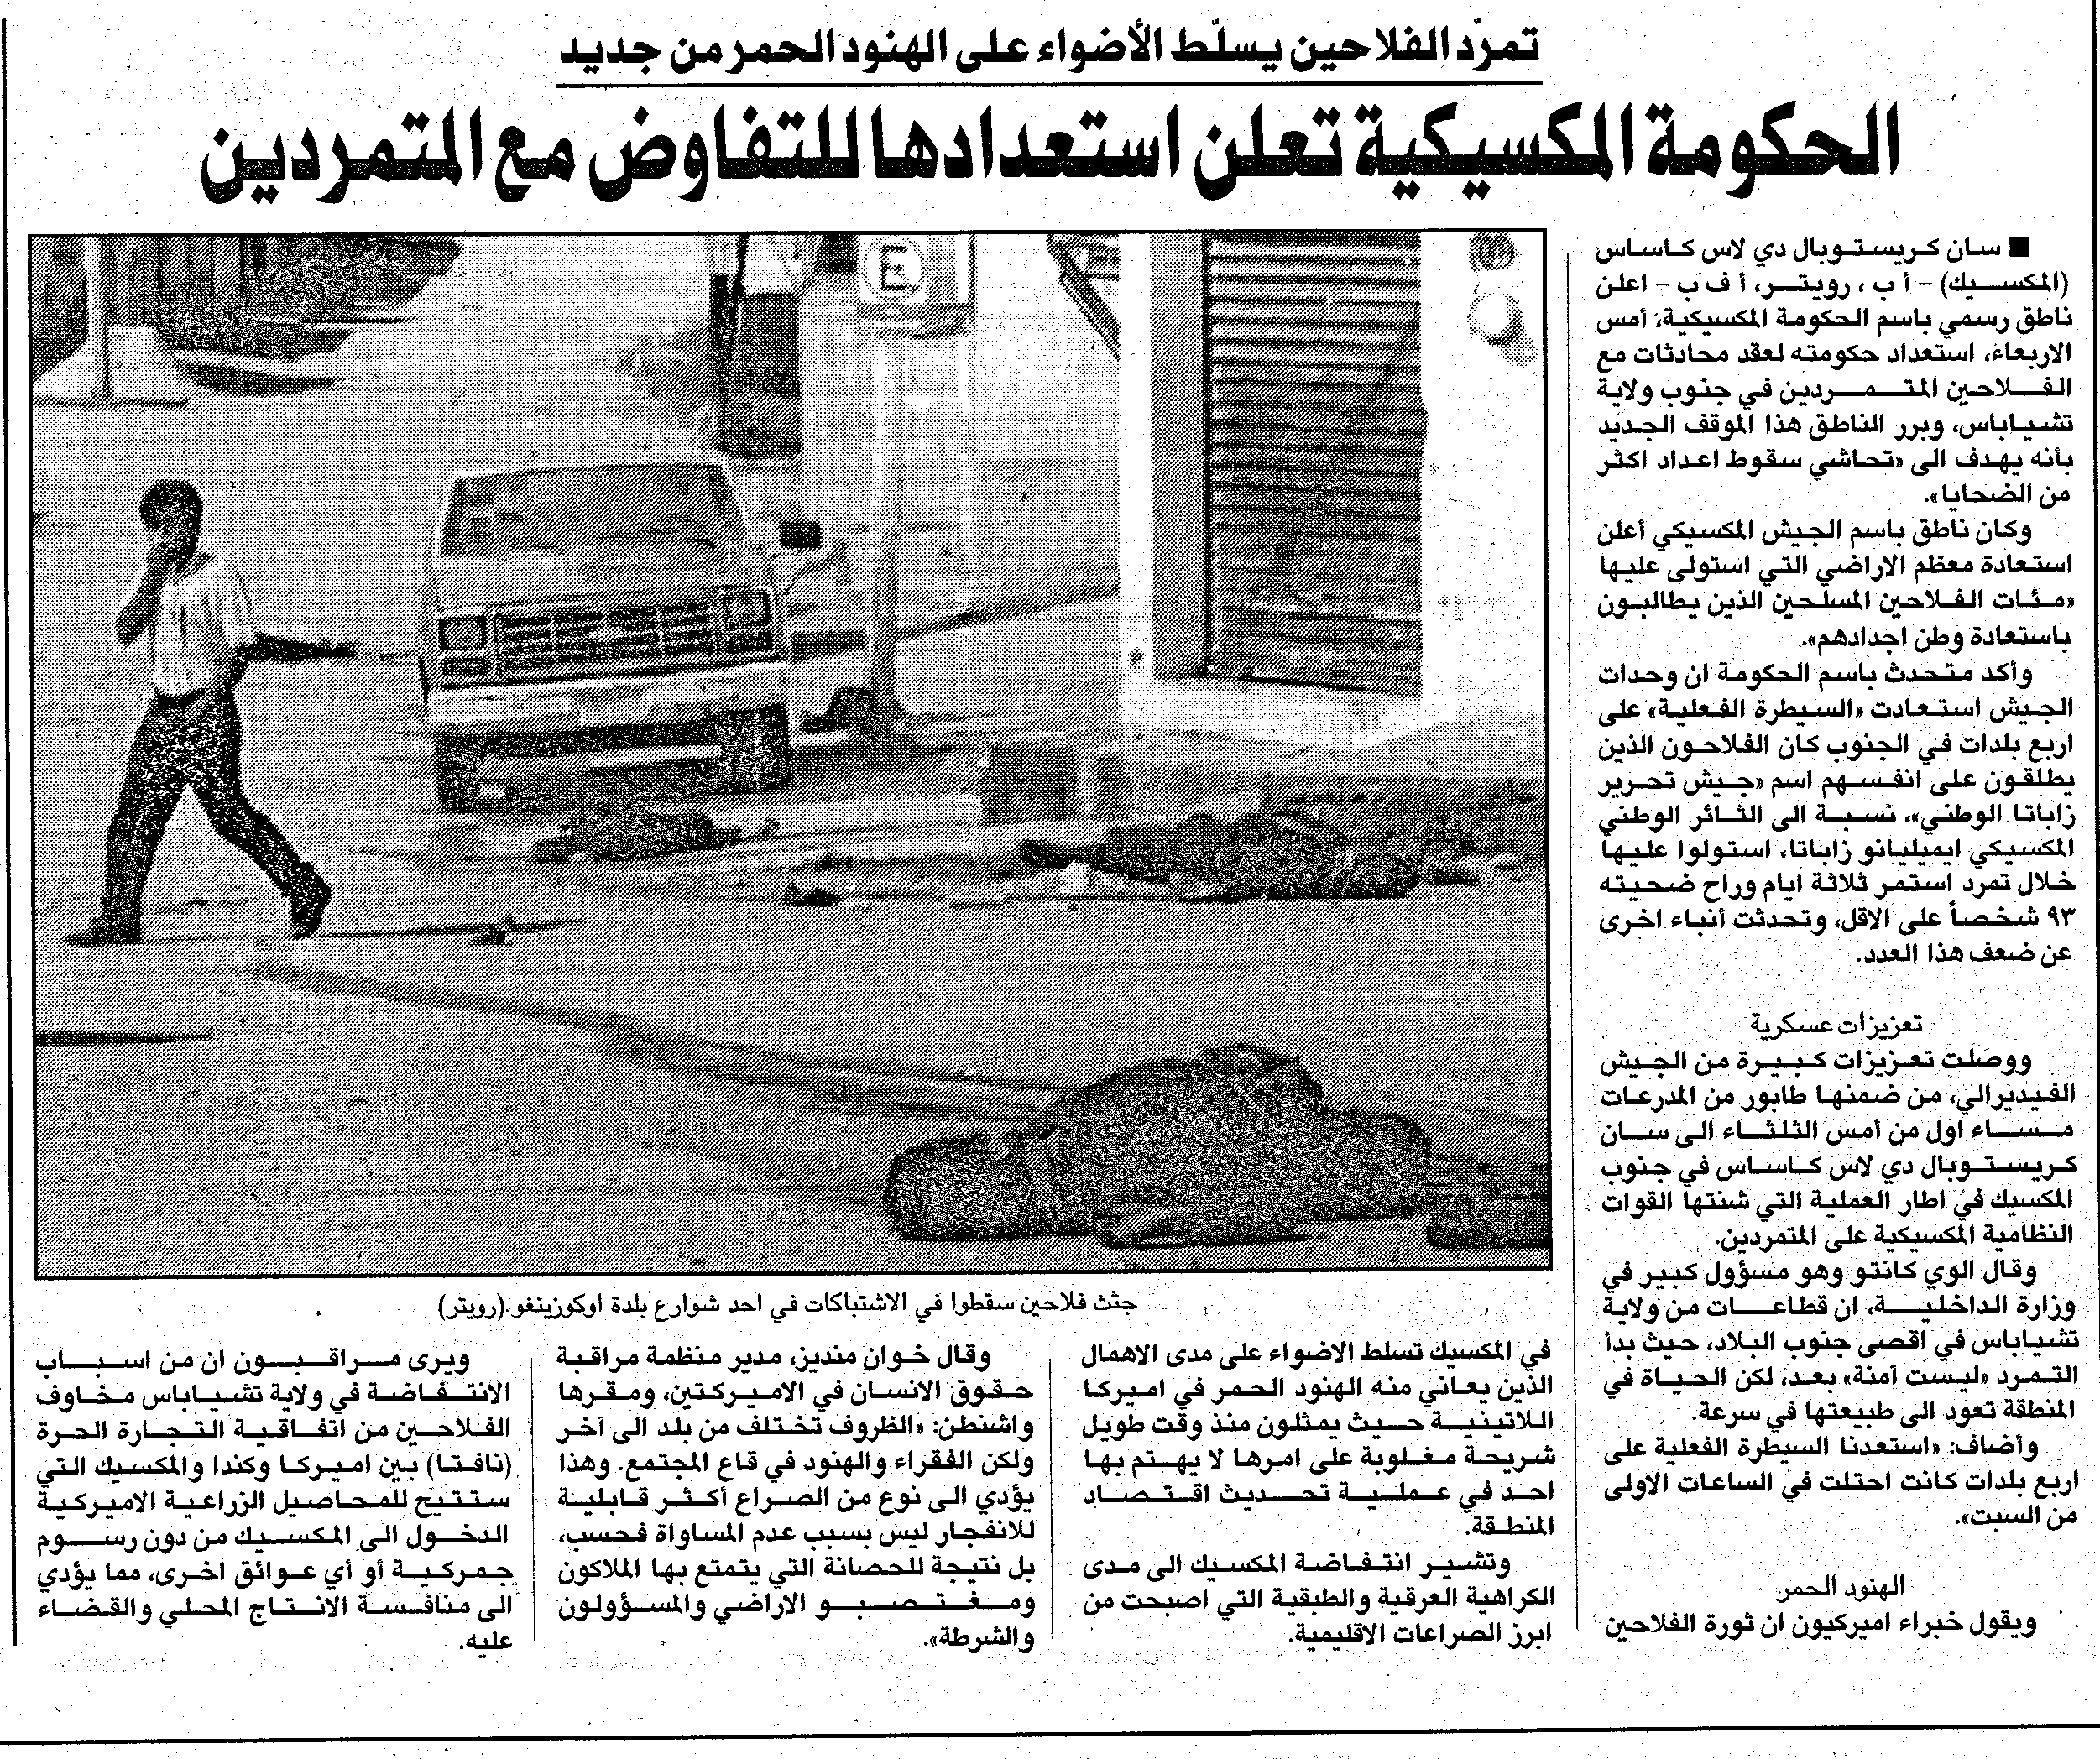 تمرّد الفلاحين يسلّط الأضواء على الهنود الحمر من جديد
الحكومة المكسيكية تعلن استعدادها للتفاوض مع المتمردين
■ سان كريستوبال دي لاس كاساس
(المكسيك) - أ ب ، رويتر، أ ف ب - اعلن
ناطق رسمي باسم الحكومة المكسيكية، أمس
الاربعاء، استعداد حكومته لعقد محادثات مع
الفلاحين المتمردين في جنوب ولاية
تشياباس، وبرر الناطق هذا الموقف الجديد
بأنه يهدف الى «تحاشي سقوط اعداد اكثر
من الضحايا».
وكان ناطق باسم الجيش المكسيكي أعلن
استعادة معظم الاراضي التي استولى عليها
«مئات الفلاحين المسلحين الذين يطالبون
باستعادة وطن اجدادهم».
وأكد متحدث باسم الحكومة ان وحدات
الجيش استعادت «السيطرة الفعلية» على
اربع بلدات في الجنوب كان الفلاحون الذين
يطلقون على انفسهم اسم «جيش تحرير
زاباتا الوطني»، نسبة الى الثائر الوطني
المكسيكي ايميليانو زاباتا، استولوا عليها
خلال تمرد استمر ثلاثة ايام وراح ضحيته
٩٣ شخصاً على الاقل، وتحدثت أنباء اخرى
عن ضعف هذا العدد.
تعزيزات عسكرية
ووصلت تعزيزات كبيرة من الجيش
الفيديرالي، من ضمنها طابور من المدرعات
مساء اول من أمس الثلثاء الى سان
كريستوبال دي لاس كاساس في جنوب
المكسيك في اطار العملية التي شنتها القوات
النظامية المكسيكية على المتمردين.
وقال الوي كانتو وهو مسؤول كبير في
وزارة الداخلية، ان قطاعات من ولاية
تشياباس في اقصى جنوب البلاد، حيث بدأ
التمرد «ليست آمنة» بعد، لكن الحياة في
المنطقة تعود الى طبيعتها في سرعة.
وأضاف: «استعدنا السيطرة الفعلية على
اربع بلدات كانت احتلت في الساعات الاولى
من السبت».
الهنود الحمر
ويقول خبراء اميركيون ان ثورة الفلاحين
E
جثث فلاحين سقطوا في الاشتباكات في احد شوارع بلدة اوكوزينغو. (رويتر)
في المكسيك تسلط الاضواء على مدى الاهمال
الذين يعاني منه الهنود الحمر في اميركا
اللاتينية حيث يمثلون منذ وقت طويل
شريحة مغلوبة على امرها لا يهتم بها
احد في عملية تحديث اقتصاد
المنطقة.
وتشير انتفاضة المكسيك الى مدى
الكراهية العرقية والطبقية التي اصبحت من
ابرز الصراعات الاقليمية.
وقال خوان منديز، مدير منظمة مراقبة
حقوق الانسان في الاميركتين، ومقرها
واشنطن: «الظروف تختلف من بلد الى آخر
ولكن الفقراء والهنود في قاع المجتمع. وهذا
يؤدي الى نوع من الصراع أكثر قابلية
للانفجار ليس بسبب عدم المساواة فحسب،
بل نتيجة للحصانة التي يتمتع بها الملاكون
ومغتصبو الاراضي والمسؤولون
والشرطة».
ويرى مراقبون ان من اسباب
الانتفاضة في ولاية تشياباس مخاوف
الفلاحين من اتفاقية التجارة الحرة
(نافتا) بين اميركا وكندا والمكسيك التي
ستتيح للمحاصيل الزراعية الاميركية
الدخول الى المكسيك من دون رسوم
جمركية أو أي عوائق اخرى، مما يؤدي
الى منافسة الانتاج المحلي والقضاء
عليه.